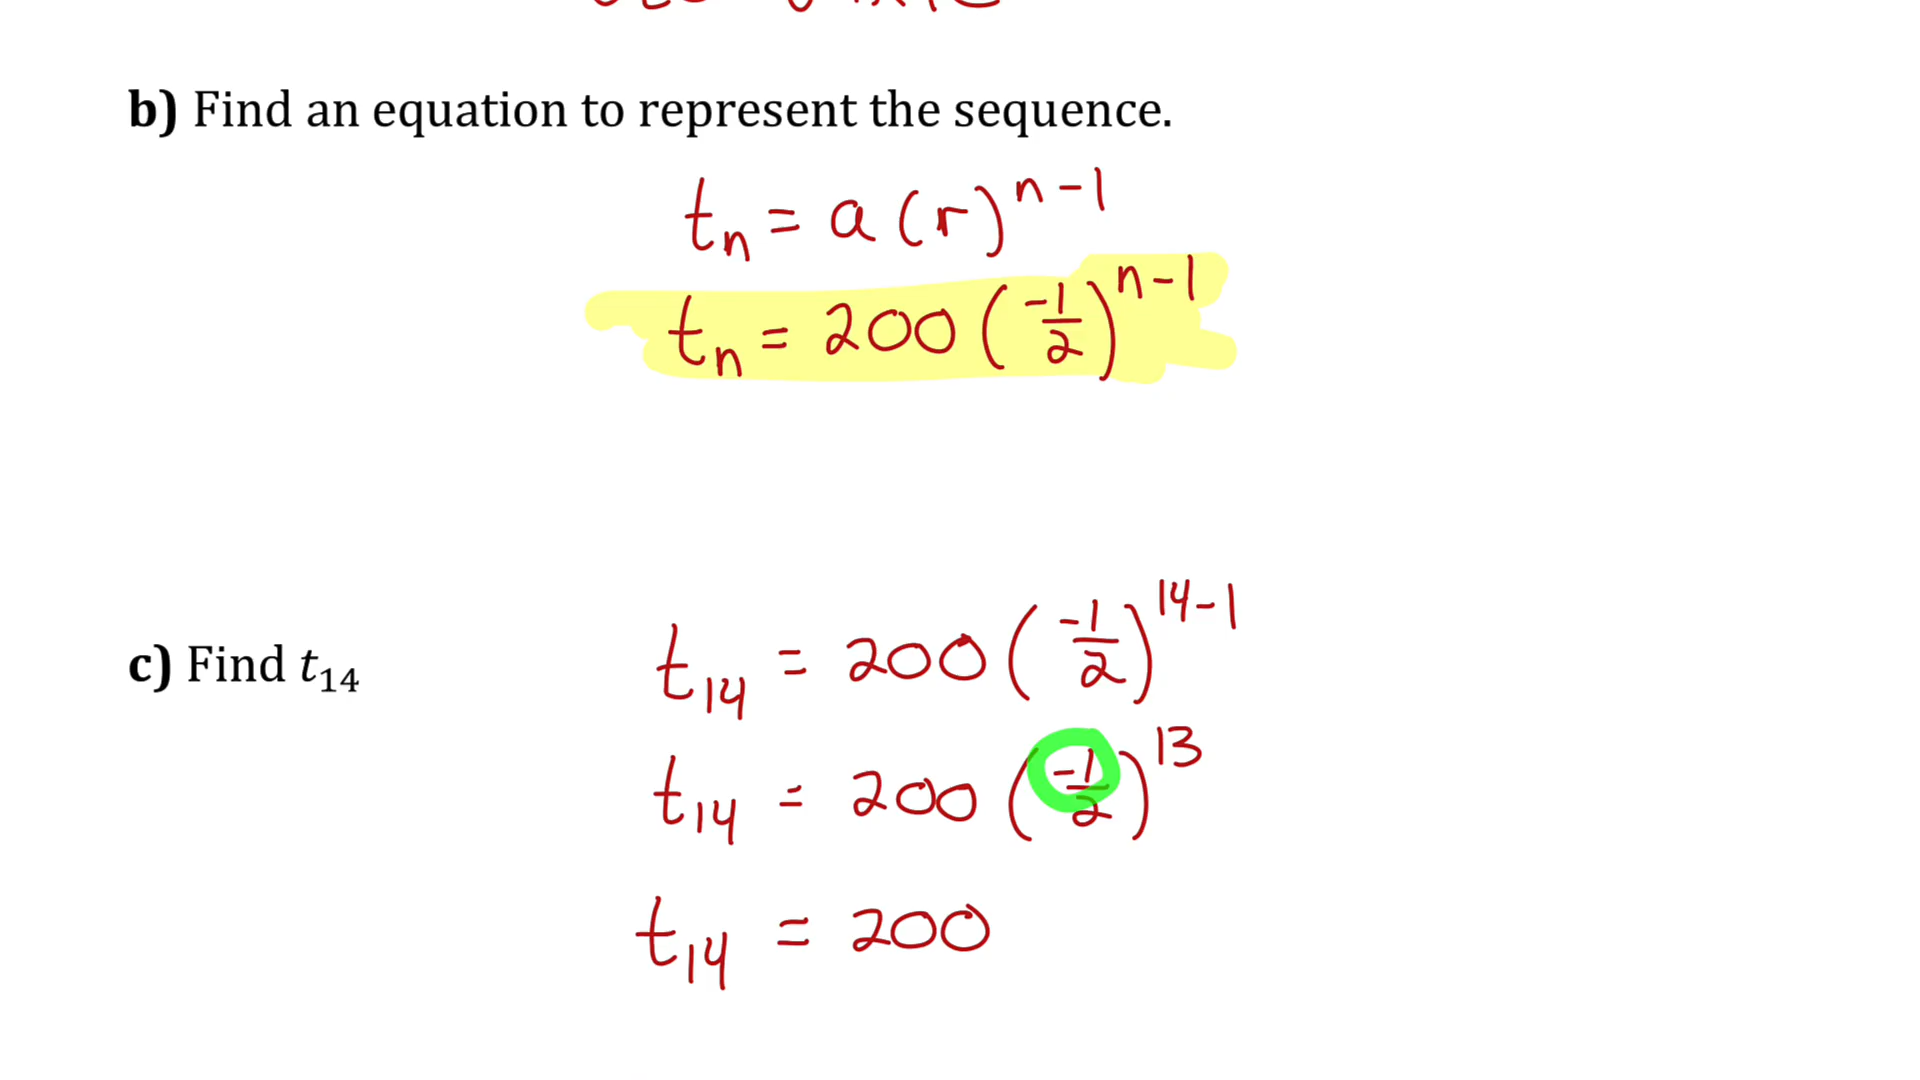 b) Find an equation to represent the sequence.
tₙ = a(r)ⁿ⁻¹
tₙ = 200(-1/2)ⁿ⁻¹
c) Find t₁₄
t₁₄ = 200(-1/2)¹⁴⁻¹
t₁₄ = 200(-1/2)¹³
t₁₄ = 200